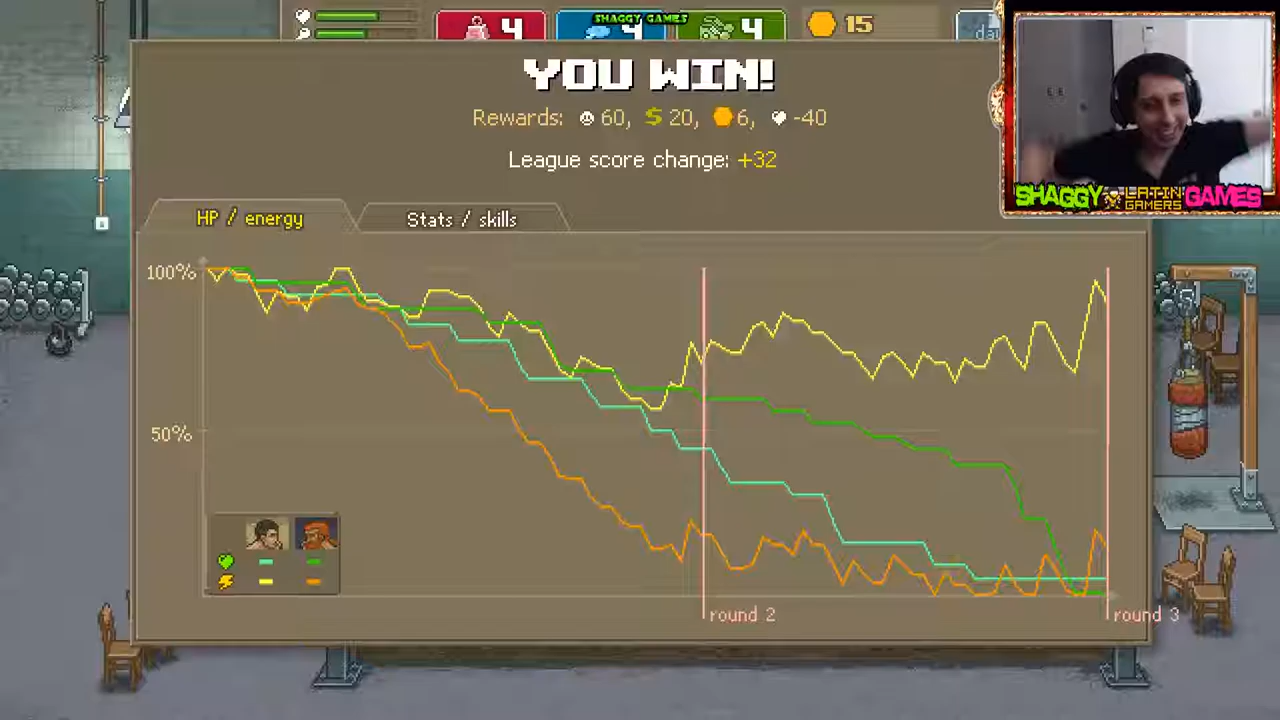 4
SHAGGY GAMES
4
4
15
YOU WIN!
Rewards: 60, $ 20, 6, -40
League score change: +32
SHAGGY LATIN GAMERS GAMES
HP / energy
Stats / skills
100%
50%
round 2
round 3